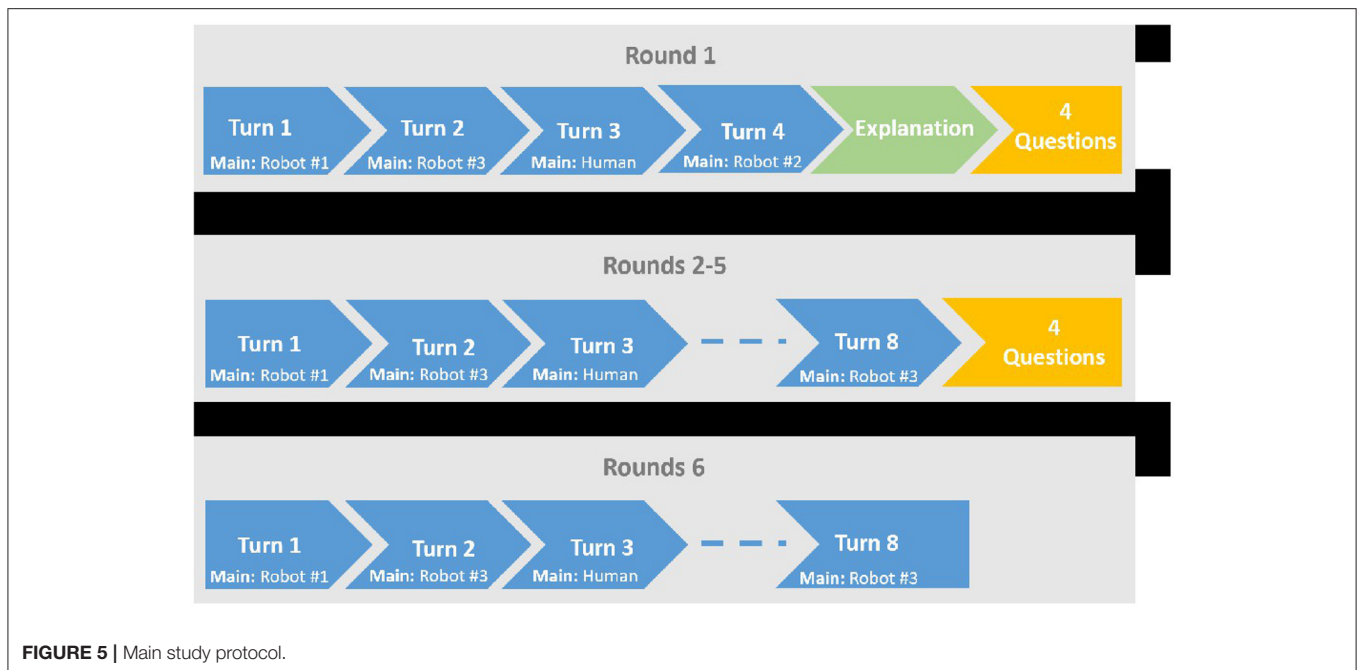 Round 1
Turn 1
Main: Robot #1
Turn 2
Main: Robot #3
Turn 3
Main: Human
Turn 4
Main: Robot #2
Explanation
4
Questions
Rounds 2-5
Turn 1
Main: Robot #1
Turn 2
Main: Robot #3
Turn 3
Main: Human
Turn 8
Main: Robot #3
4
Questions
Rounds 6
Turn 1
Main: Robot #1
Turn 2
Main: Robot #3
Turn 3
Main: Human
Turn 8
Main: Robot #3
FIGURE 5 | Main study protocol.